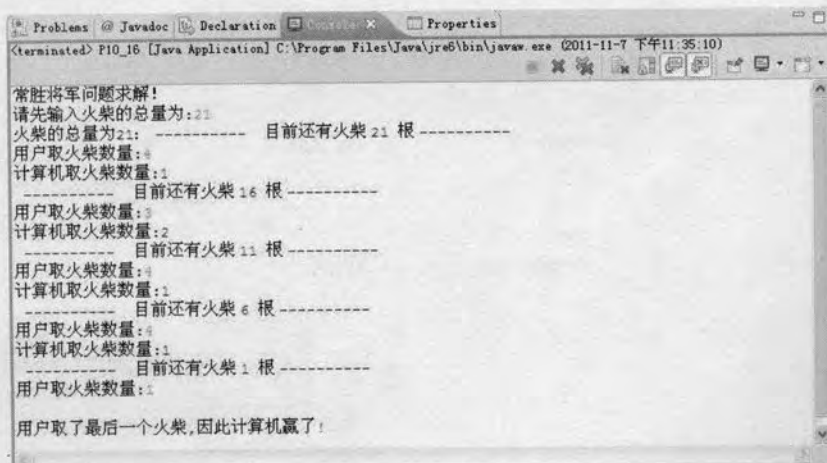 Problems @ Javadoc Declaration Console Properties
<terminated> P10_16 [Java Application] C:\Program Files\Java\jre6\bin\javaw.exe (2011-11-7 下午11:35:10)
常胜将军问题求解!
请先输入火柴的总量为:21
火柴的总量为21: ---------- 目前还有火柴 21 根 ----------
用户取火柴数量:4
计算机取火柴数量:1
---------- 目前还有火柴 16 根 ----------
用户取火柴数量:3
计算机取火柴数量:2
---------- 目前还有火柴 11 根 ----------
用户取火柴数量:4
计算机取火柴数量:1
---------- 目前还有火柴 6 根 ----------
用户取火柴数量:4
计算机取火柴数量:1
---------- 目前还有火柴 1 根 ----------
用户取火柴数量:1
用户取了最后一个火柴,因此计算机赢了!